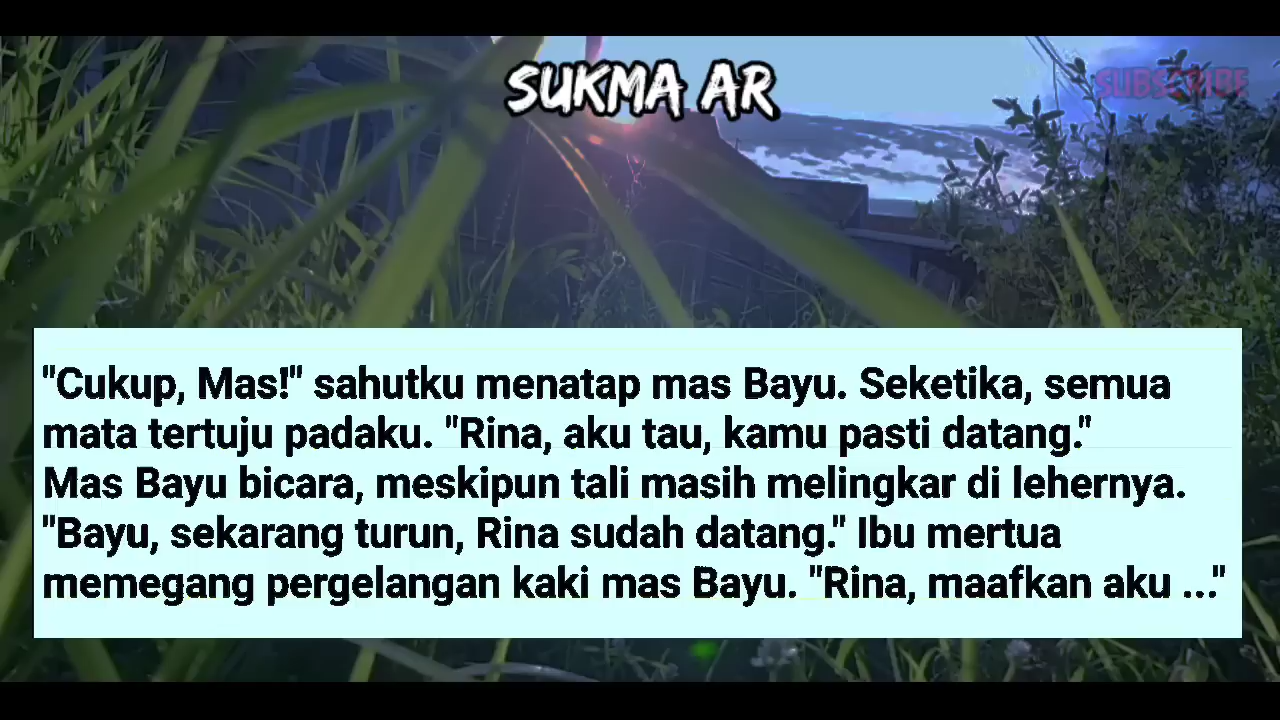 SUKMA AR
SUBSCRIBE
"Cukup, Mas!" sahutku menatap mas Bayu. Seketika, semua
mata tertuju padaku. "Rina, aku tau, kamu pasti datang."
Mas Bayu bicara, meskipun tali masih melingkar di lehernya.
"Bayu, sekarang turun, Rina sudah datang." Ibu mertua
memegang pergelangan kaki mas Bayu. "Rina, maafkan aku ..."